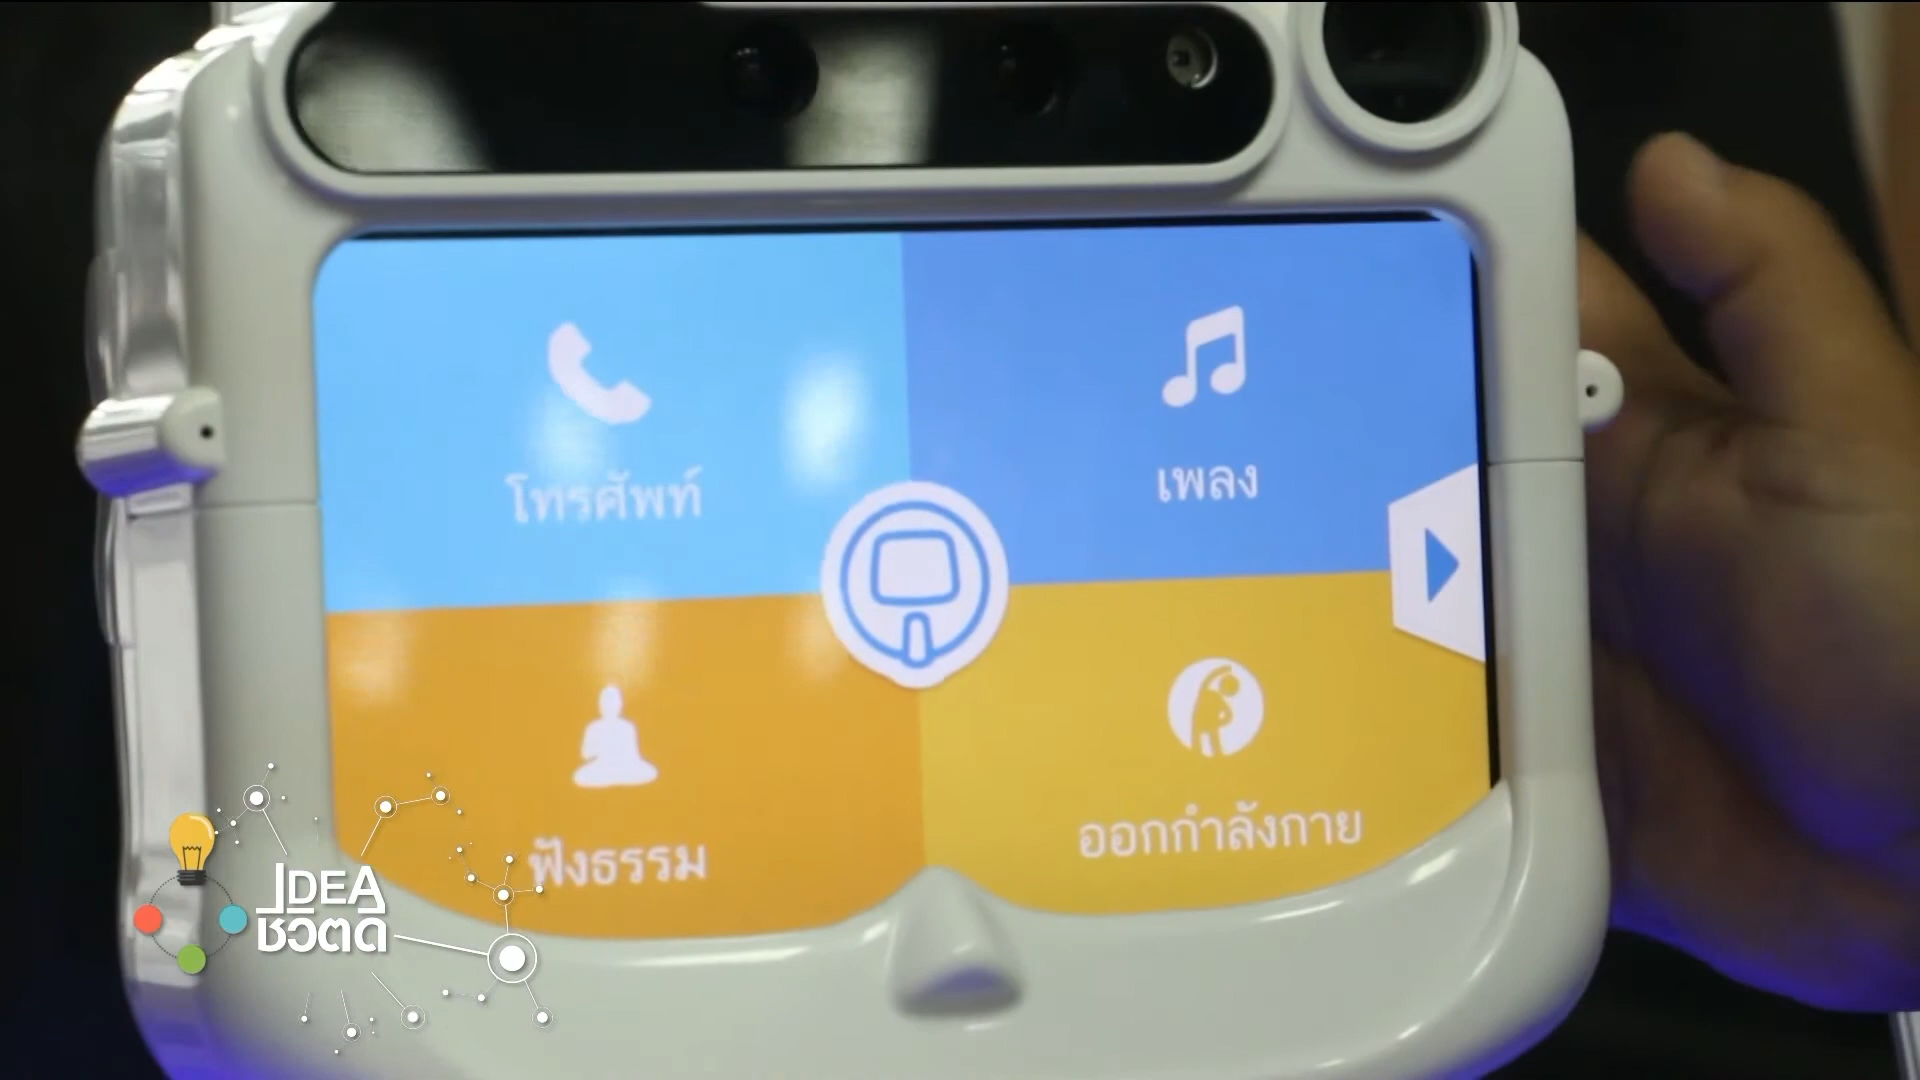 โทรศัพท์
เพลง
ฟังธรรม
ออกกำลังกาย
IDEA
ชีวิต